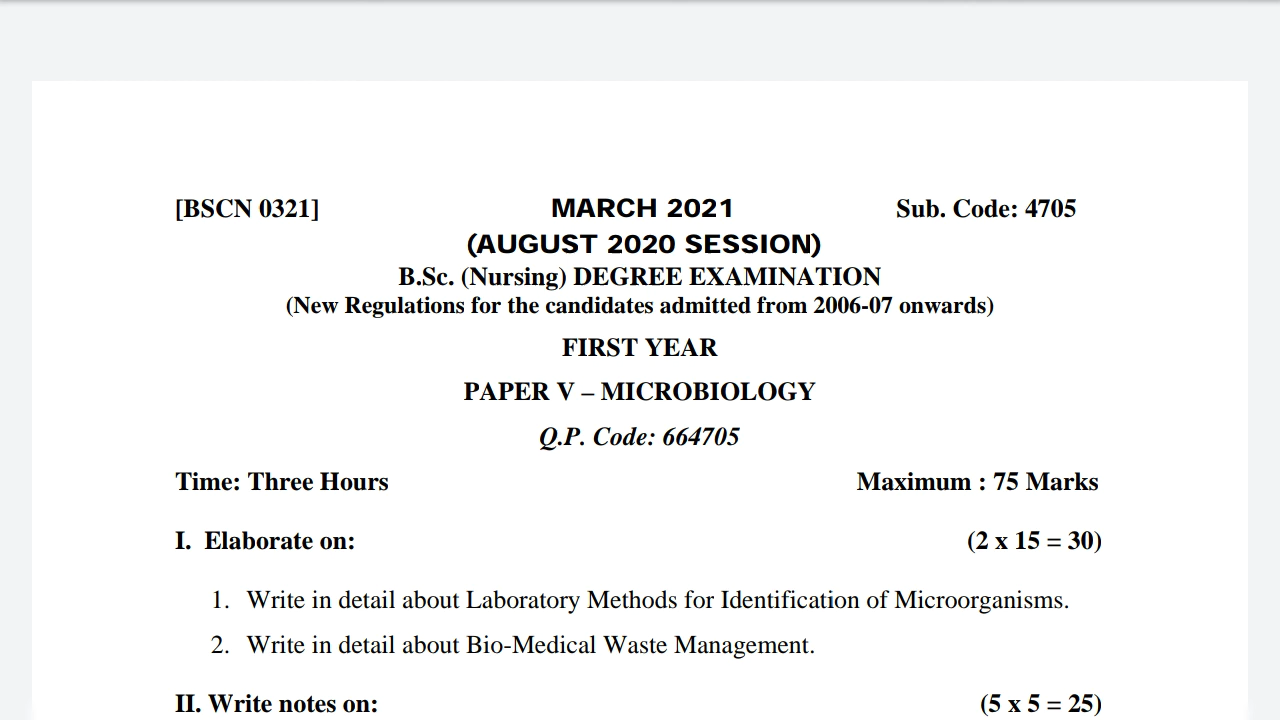 [BSCN 0321] MARCH 2021 Sub. Code: 4705
(AUGUST 2020 SESSION)
B.Sc. (Nursing) DEGREE EXAMINATION
(New Regulations for the candidates admitted from 2006-07 onwards)
FIRST YEAR
PAPER V – MICROBIOLOGY
Q.P. Code: 664705
Time: Three Hours Maximum : 75 Marks
I. Elaborate on: (2 x 15 = 30)
1. Write in detail about Laboratory Methods for Identification of Microorganisms.
2. Write in detail about Bio-Medical Waste Management.
II. Write notes on: (5 x 5 = 25)